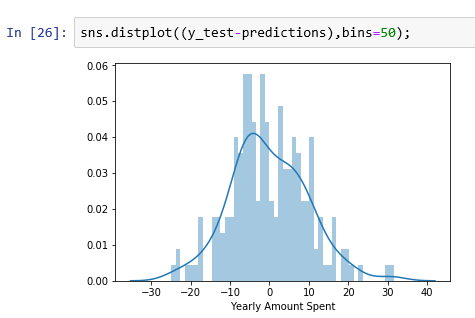 In [26]: sns.distplot((y_test-predictions),bins=50);
0.06
0.05
0.04
0.03
0.02
0.01
0.00
−30 −20 −10 0 10 20 30 40
Yearly Amount Spent